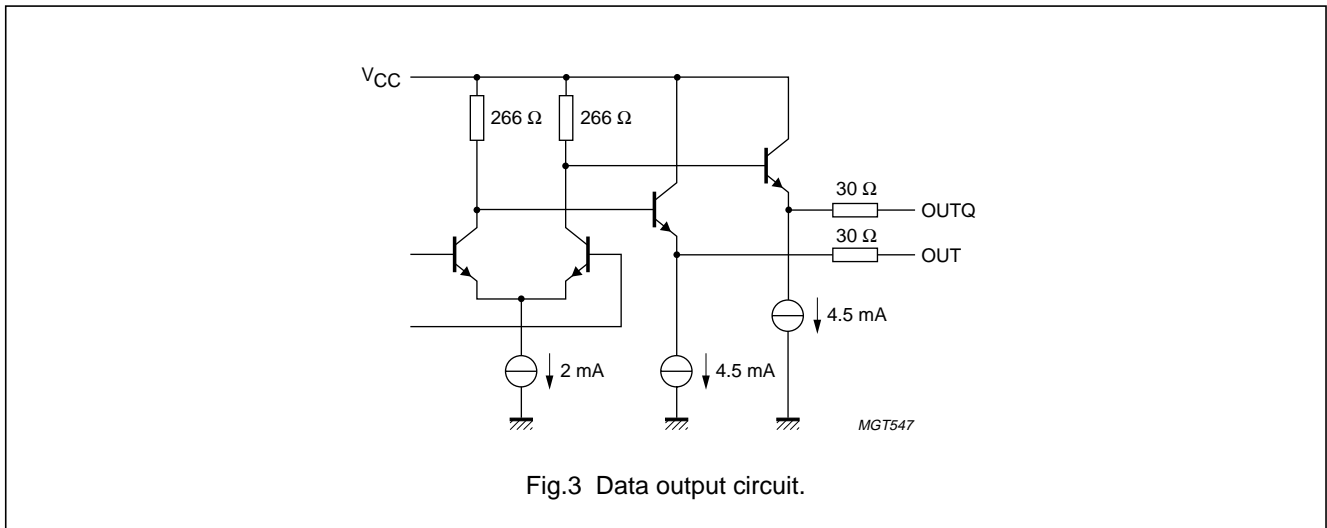 VCC
266 Ω 266 Ω
30 Ω
OUTQ
30 Ω
OUT
4.5 mA
2 mA 4.5 mA
MGT547
Fig.3 Data output circuit.